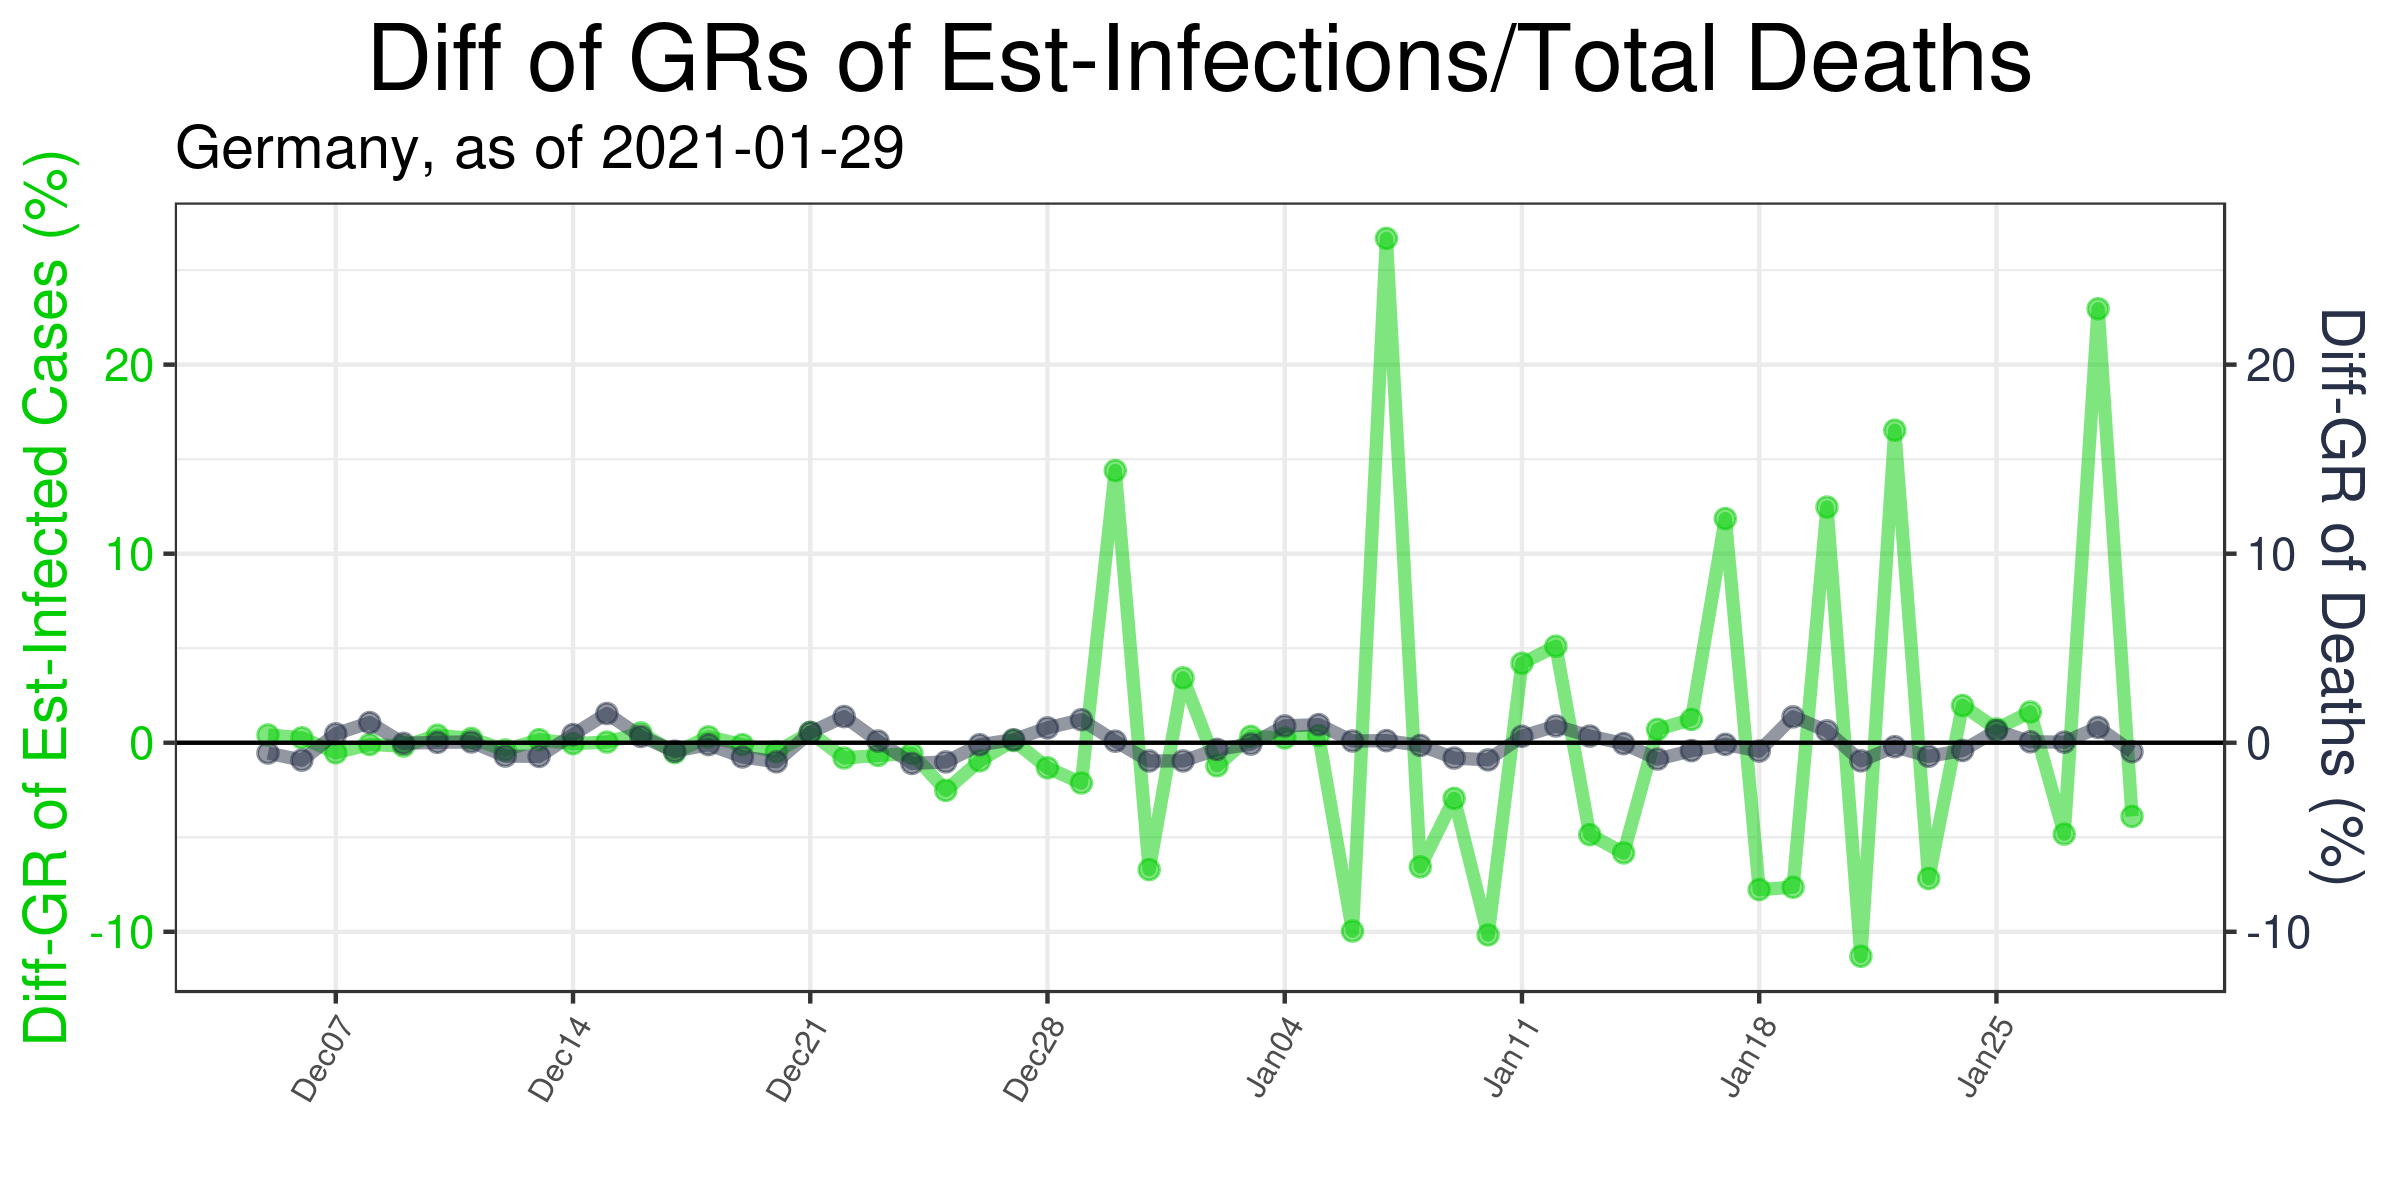 Diff of GRs of Est-Infections/Total Deaths
Germany, as of 2021-01-29
Diff-GR of Est-Infected Cases (%)
20
10
0
-10
20
10
0
-10
Diff-GR of Deaths (%)
Dec07
Dec14
Dec21
Dec28
Jan04
Jan11
Jan18
Jan25